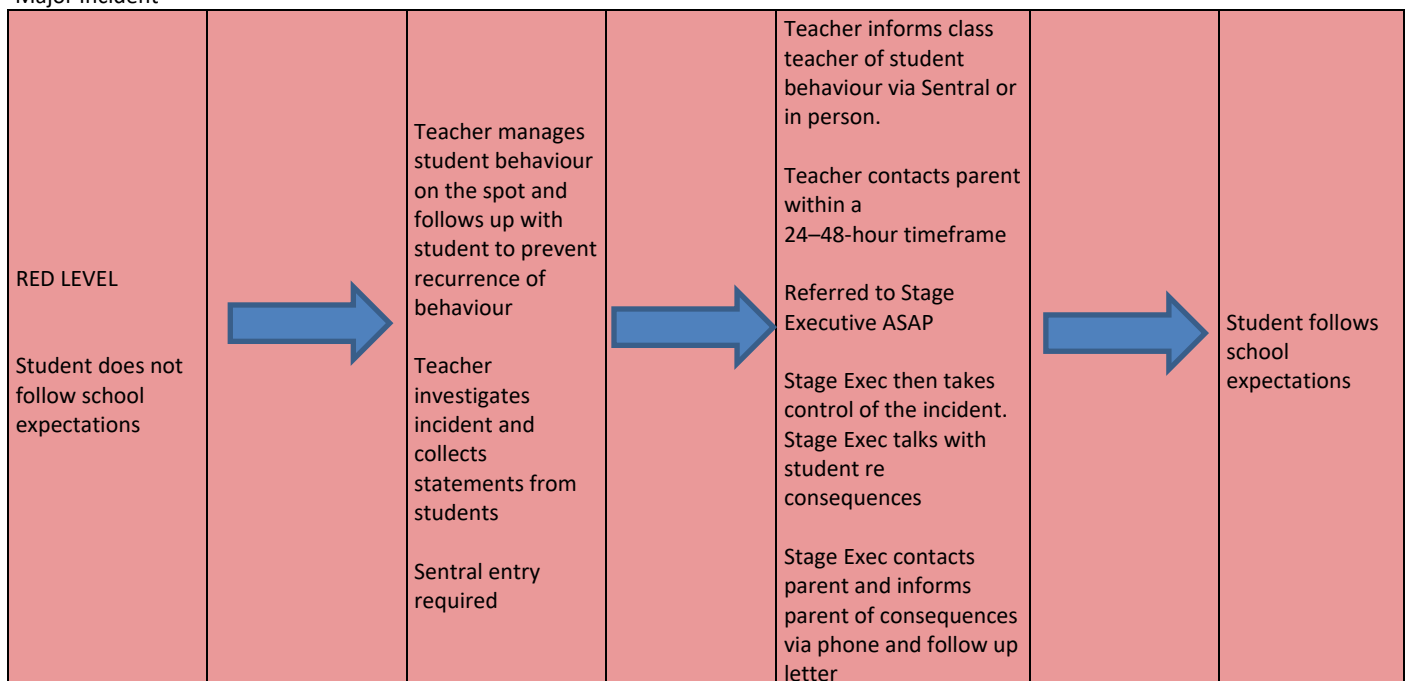 Major Incident
RED LEVEL
Student does not
follow school
expectations
Teacher manages
student behaviour
on the spot and
follows up with
student to prevent
recurrence of
behaviour
Teacher
investigates
incident and
collects
statements from
students
Sentral entry
required
Teacher informs class
teacher of student
behaviour via Sentral or
in person.
Teacher contacts parent
within a
24–48-hour timeframe
Referred to Stage
Executive ASAP
Stage Exec then takes
control of the incident.
Stage Exec talks with
student re
consequences
Stage Exec contacts
parent and informs
parent of consequences
via phone and follow up
letter
Student follows
school
expectations